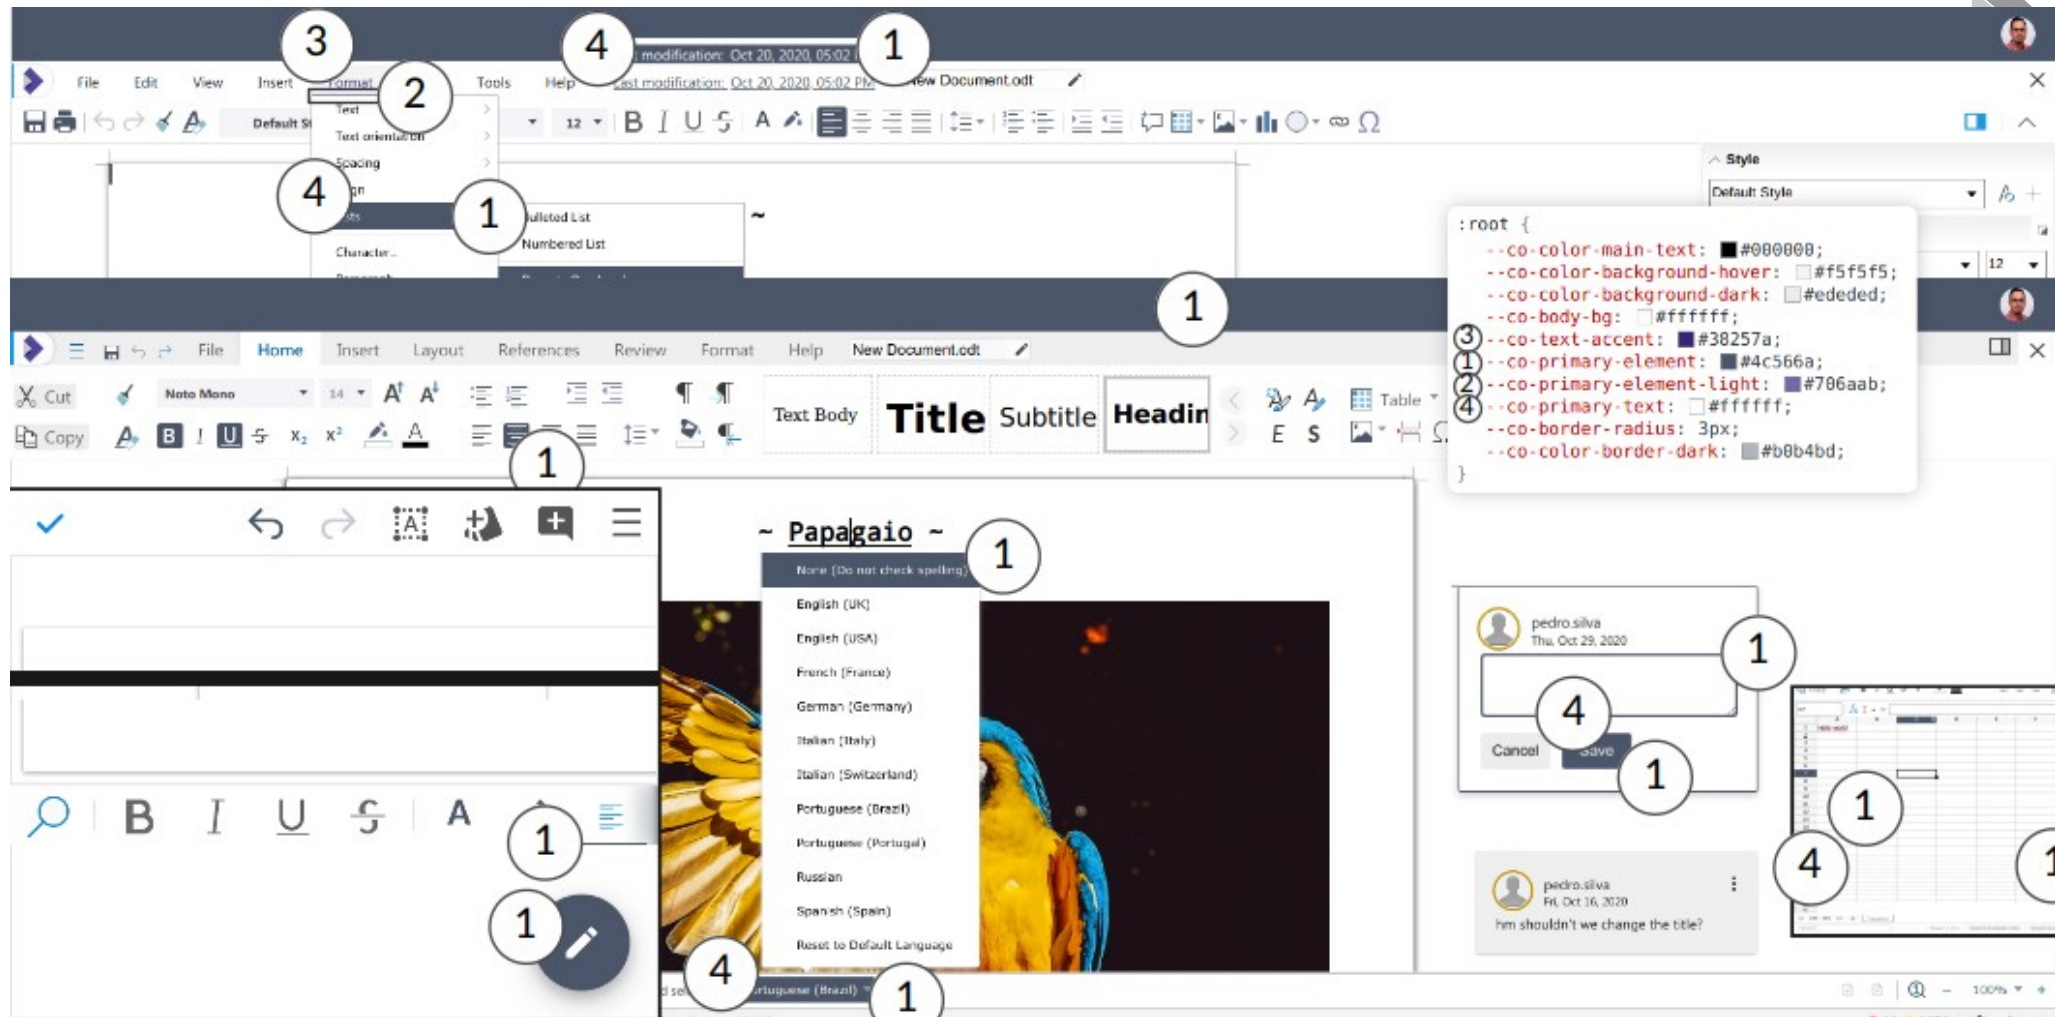 3
4
modification: Oct 20, 2020, 05:02
1
File Edit View Insert Format Tools Help
Last modification: Oct 20, 2020, 05:02 PM
New Document.odt
2
Default St
12 B I U S A
Text
Text orientation
Spacing
4
1
Bulleted List
Numbered List
~
Character...
Style
Default Style
12
:root {
--co-color-main-text: #000000;
--co-color-background-hover: #f5f5f5;
--co-color-background-dark: #ededed;
--co-body-bg: #ffffff;
3 --co-text-accent: #38257a;
1 --co-primary-element: #4c566a;
2 --co-primary-element-light: #706aab;
4 --co-primary-text: #ffffff;
--co-border-radius: 3px;
--co-color-border-dark: #b0b4bd;
}
1
File Home Insert Layout References Review Format Help New Document.odt
Cut Noto Mono 14
Copy B I U S x₂ x² A
Text Body Title Subtitle Headin
Table
E S
1
A
~ Papagaio ~
1
None (Do not check spelling)
English (UK)
English (USA)
French (France)
German (Germany)
Italian (Italy)
Italian (Switzerland)
Portuguese (Brazil)
Portuguese (Portugal)
Russian
Spanish (Spain)
Reset to Default Language
B I U S A
1
1
4
Portuguese (Brazil)
1
pedro.silva
Thu, Oct 29, 2020
1
4
Cancel Save
1
1
4
1
pedro.silva
Fri, Oct 16, 2020
hm shouldn't we change the title?
100%